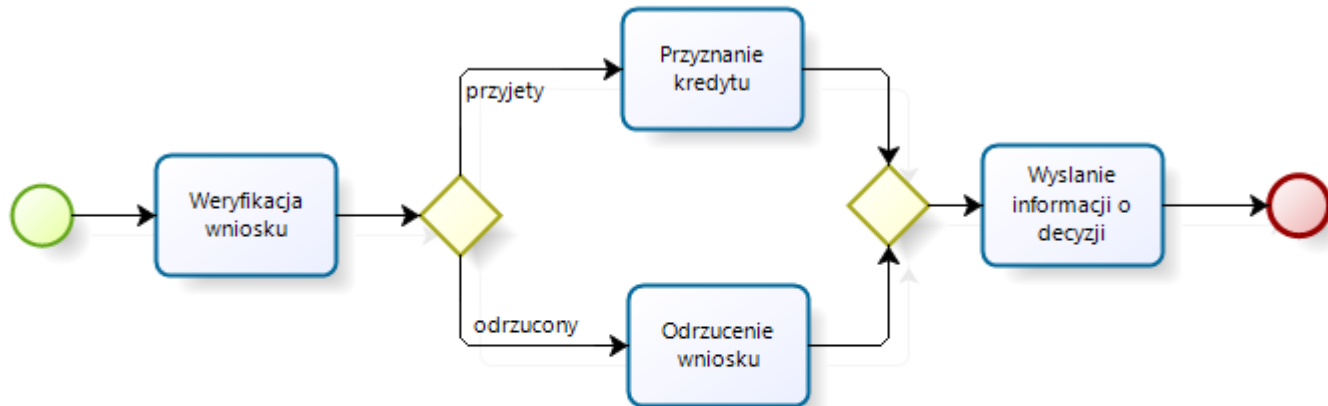 Weryfikacja
wniosku
przyjety
Przyznanie
kredytu
odrzucony
Odrzucenie
wniosku
Wyslanie
informacji o
decyzji